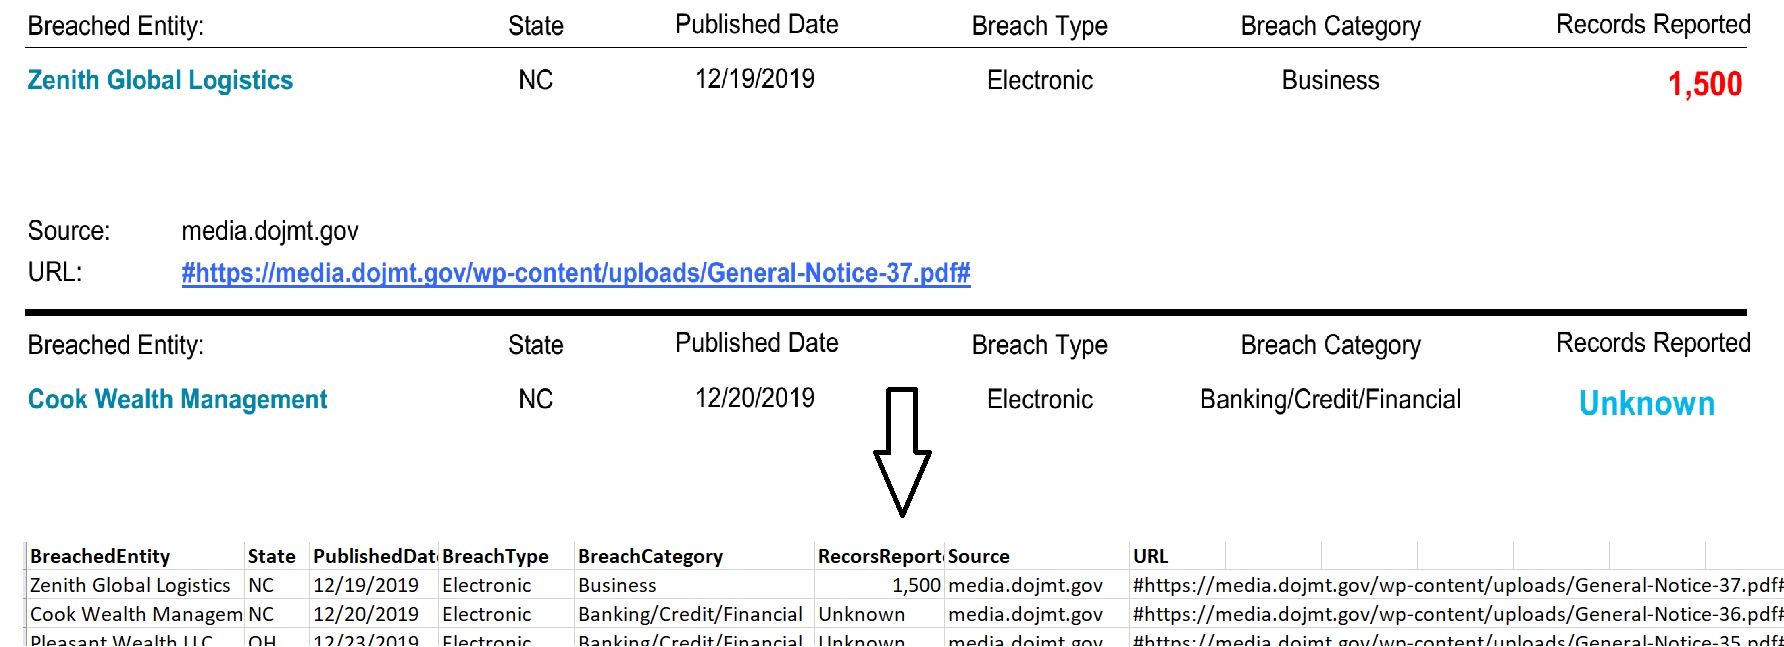 Breached Entity: State Published Date Breach Type Breach Category Records Reported
Zenith Global Logistics NC 12/19/2019 Electronic Business 1,500
Source: media.dojmt.gov
URL: #https://media.dojmt.gov/wp-content/uploads/General-Notice-37.pdf#
Breached Entity: State Published Date Breach Type Breach Category Records Reported
Cook Wealth Management NC 12/20/2019 Electronic Banking/Credit/Financial Unknown
BreachedEntity State PublishedDat BreachType BreachCategory RecorsReport Source URL
Zenith Global Logistics NC 12/19/2019 Electronic Business 1,500 media.dojmt.gov #https://media.dojmt.gov/wp-content/uploads/General-Notice-37.pdf#
Cook Wealth Managem NC 12/20/2019 Electronic Banking/Credit/Financial Unknown media.dojmt.gov #https://media.dojmt.gov/wp-content/uploads/General-Notice-36.pdf#
Pleasant Wealth LLC OH 12/23/2019 Electronic Banking/Credit/Financial Unknown media.dojmt.gov #https://media.dojmt.gov/wp-content/uploads/General-Notice-35.pdf#